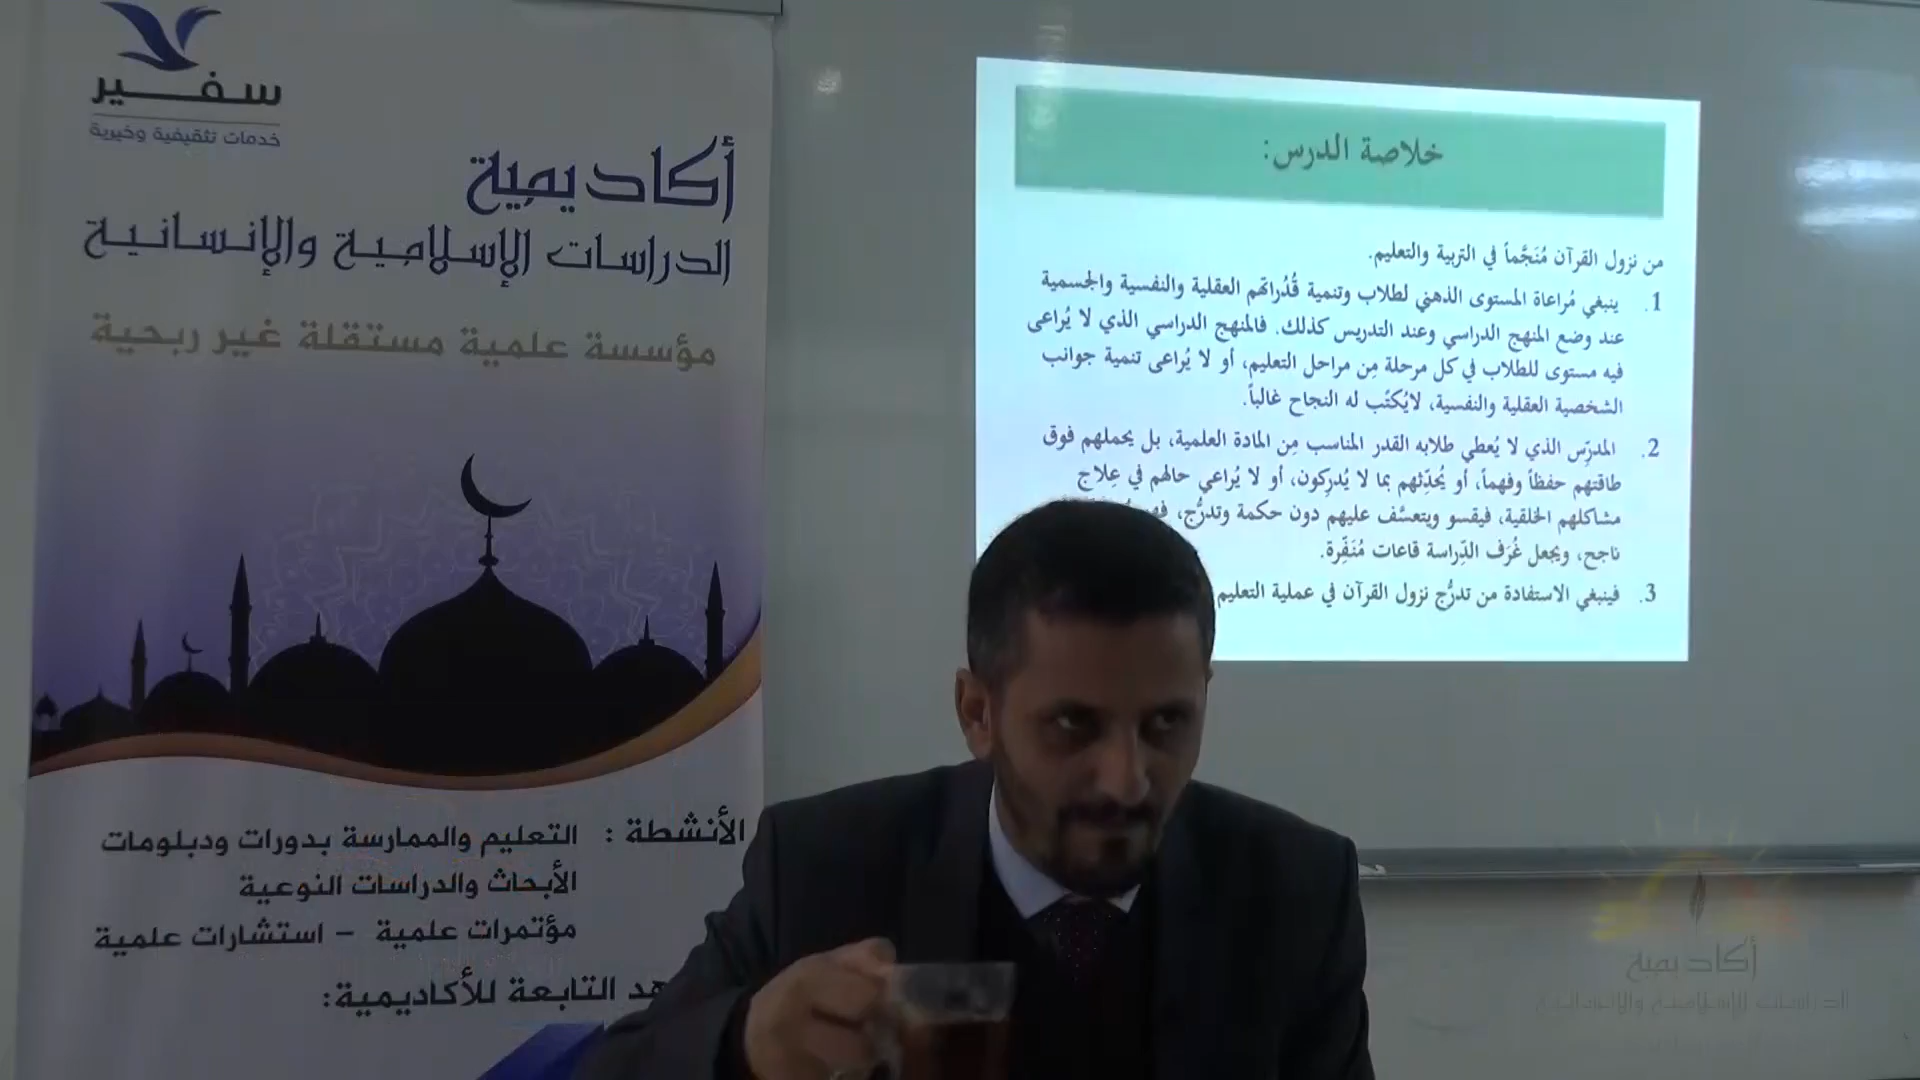 سفير
خدمات تثقيفية وخيرية
أكاديمية
الدراسات الإسلامية والإنسانية
مؤسسة علمية مستقلة غير ربحية
الأنشطة : التعليم والممارسة بدورات ودبلومات
الأبحاث والدراسات النوعية
مؤتمرات علمية – استشارات علمية
التابعة للأكاديمية:
خلاصة الدرس:
من نزول القرآن مُنَجَّماً في التربية والتعليم.
1. ينبغي مُراعاة المستوى الذهني لطلاب وتنمية قُدُراتهم العقلية والنفسية والجسمية
عند وضع المنهج الدراسي وعند التدريس كذلك. فالمنهج الدراسي الذي لا يُراعى
فيه مستوى للطلاب في كل مرحلة مِن مراحل التعليم، أو لا يُراعى تنمية جوانب
الشخصية العقلية والنفسية، لايُكتَب له النجاح غالباً.
2. المدرِّس الذي لا يُعطي طلابه القدر المناسب مِن المادة العلمية، بل يحملهم فوق
طاقتهم حفظاً وفهماً، أو يُحدِّثهم بما لا يُدرِكون، أو لا يُراعي حالهم في عِلاج
مشاكلهم الخلقية، فيقسو ويتعسَّف عليهم دون حكمة وتدرُّج،
ناجح، ويجعل غُرَف الدِّراسة قاعات مُنَفِّرة.
3. فينبغي الاستفادة من تدرُّج نزول القرآن في عملية التعليم
أكاديمية
الدراسات الإسلامية والإنسانية